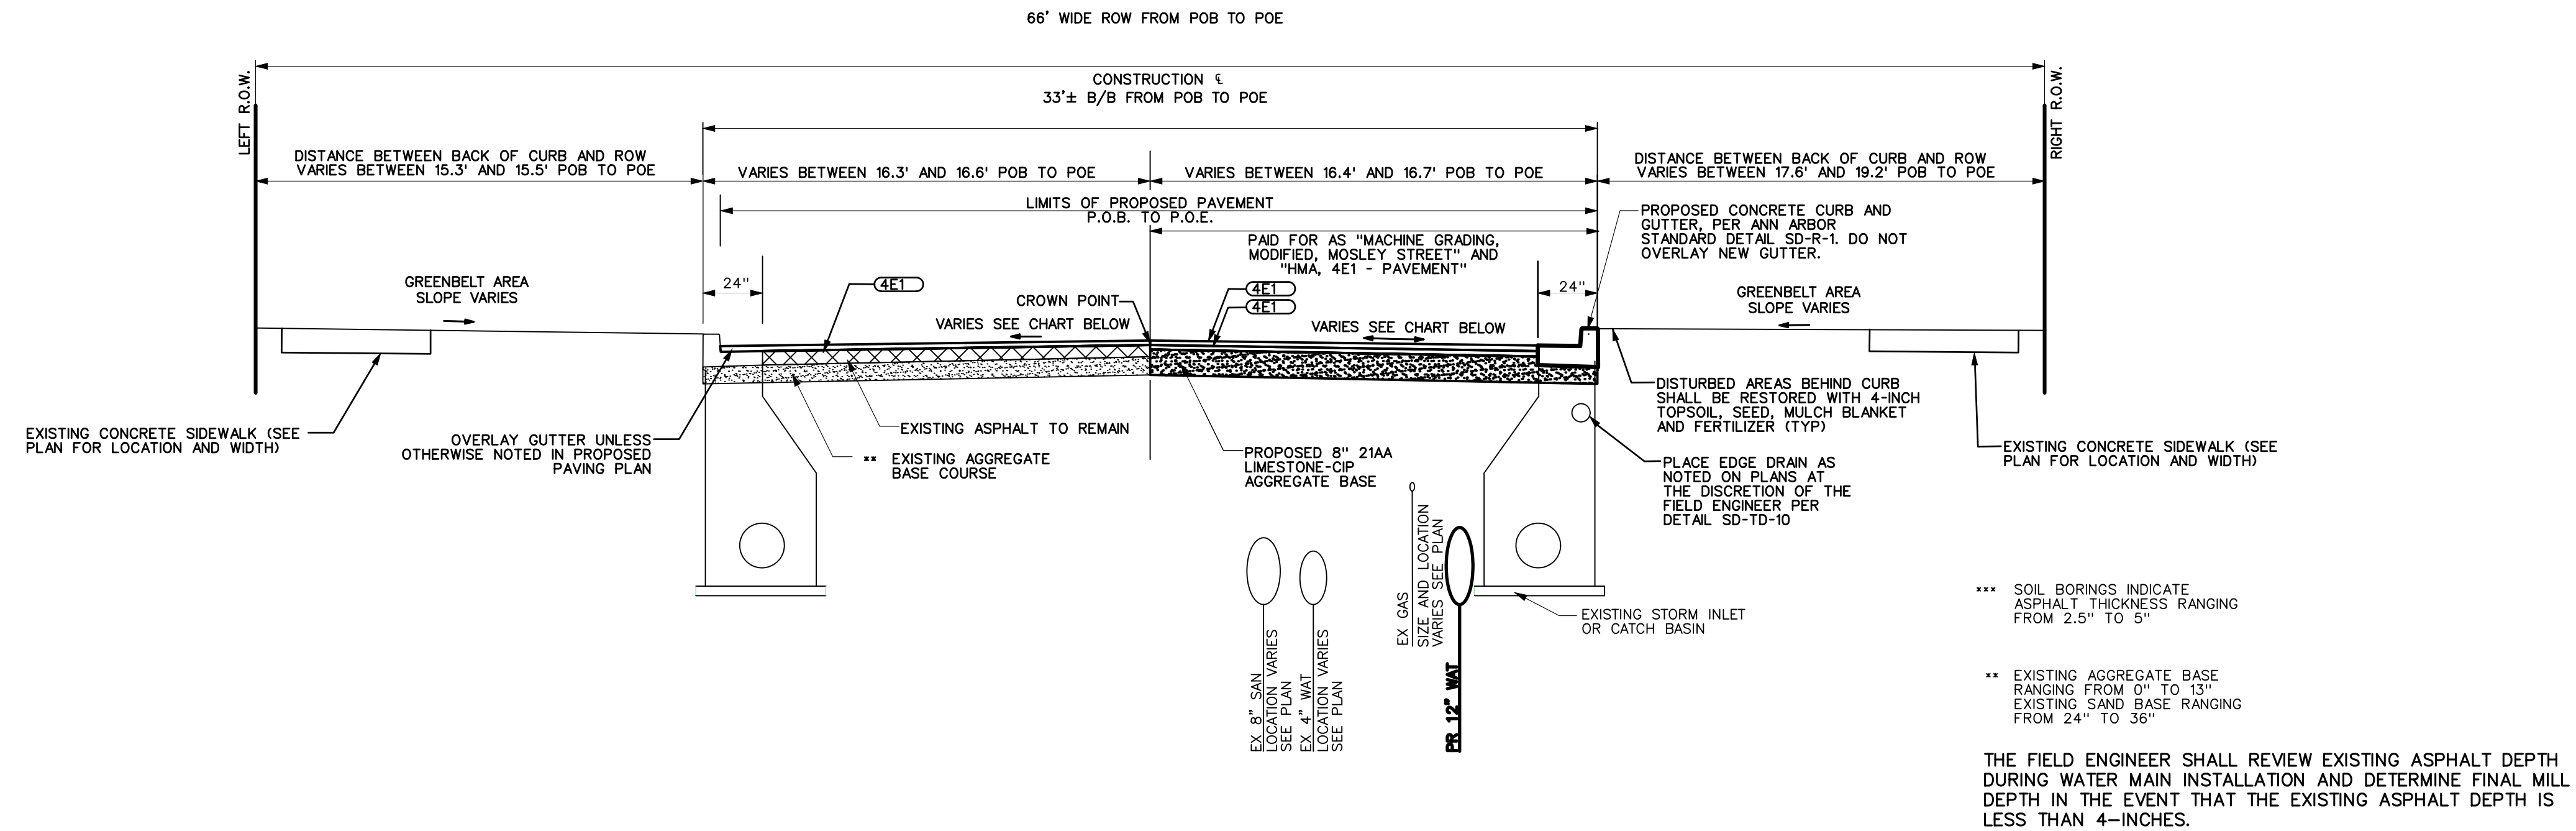 66' WIDE ROW FROM POB TO POE
CONSTRUCTION ℄
33'± B/B FROM POB TO POE
LEFT R.O.W.
RIGHT R.O.W.
DISTANCE BETWEEN BACK OF CURB AND ROW
VARIES BETWEEN 15.3' AND 15.5' POB TO POE
VARIES BETWEEN 16.3' AND 16.6' POB TO POE
VARIES BETWEEN 16.4' AND 16.7' POB TO POE
DISTANCE BETWEEN BACK OF CURB AND ROW
VARIES BETWEEN 17.6' AND 19.2' POB TO POE
LIMITS OF PROPOSED PAVEMENT
P.O.B. TO P.O.E.
PAID FOR AS "MACHINE GRADING,
MODIFIED, MOSLEY STREET" AND
"HMA, 4E1 - PAVEMENT"
PROPOSED CONCRETE CURB AND
GUTTER, PER ANN ARBOR
STANDARD DETAIL SD-R-1. DO NOT
OVERLAY NEW GUTTER.
GREENBELT AREA
SLOPE VARIES
24"
4E1
CROWN POINT
VARIES SEE CHART BELOW
4E1
4E1
VARIES SEE CHART BELOW
24"
GREENBELT AREA
SLOPE VARIES
EXISTING CONCRETE SIDEWALK (SEE
PLAN FOR LOCATION AND WIDTH)
OVERLAY GUTTER UNLESS
OTHERWISE NOTED IN PROPOSED
PAVING PLAN
EXISTING ASPHALT TO REMAIN
** EXISTING AGGREGATE
BASE COURSE
PROPOSED 8" 21AA
LIMESTONE-CIP
AGGREGATE BASE
DISTURBED AREAS BEHIND CURB
SHALL BE RESTORED WITH 4-INCH
TOPSOIL, SEED, MULCH BLANKET
AND FERTILIZER (TYP)
PLACE EDGE DRAIN AS
NOTED ON PLANS AT
THE DISCRETION OF THE
FIELD ENGINEER PER
DETAIL SD-TD-10
EXISTING CONCRETE SIDEWALK (SEE
PLAN FOR LOCATION AND WIDTH)
EX 8" SAN
LOCATION VARIES
SEE PLAN
EX 4" WAT
LOCATION VARIES
SEE PLAN
EX GAS
SIZE AND LOCATION
VARIES SEE PLAN
PR 12" WAT
EXISTING STORM INLET
OR CATCH BASIN
*** SOIL BORINGS INDICATE
ASPHALT THICKNESS RANGING
FROM 2.5" TO 5"
** EXISTING AGGREGATE BASE
RANGING FROM 0" TO 13"
EXISTING SAND BASE RANGING
FROM 24" TO 36"
THE FIELD ENGINEER SHALL REVIEW EXISTING ASPHALT DEPTH
DURING WATER MAIN INSTALLATION AND DETERMINE FINAL MILL
DEPTH IN THE EVENT THAT THE EXISTING ASPHALT DEPTH IS
LESS THAN 4-INCHES.